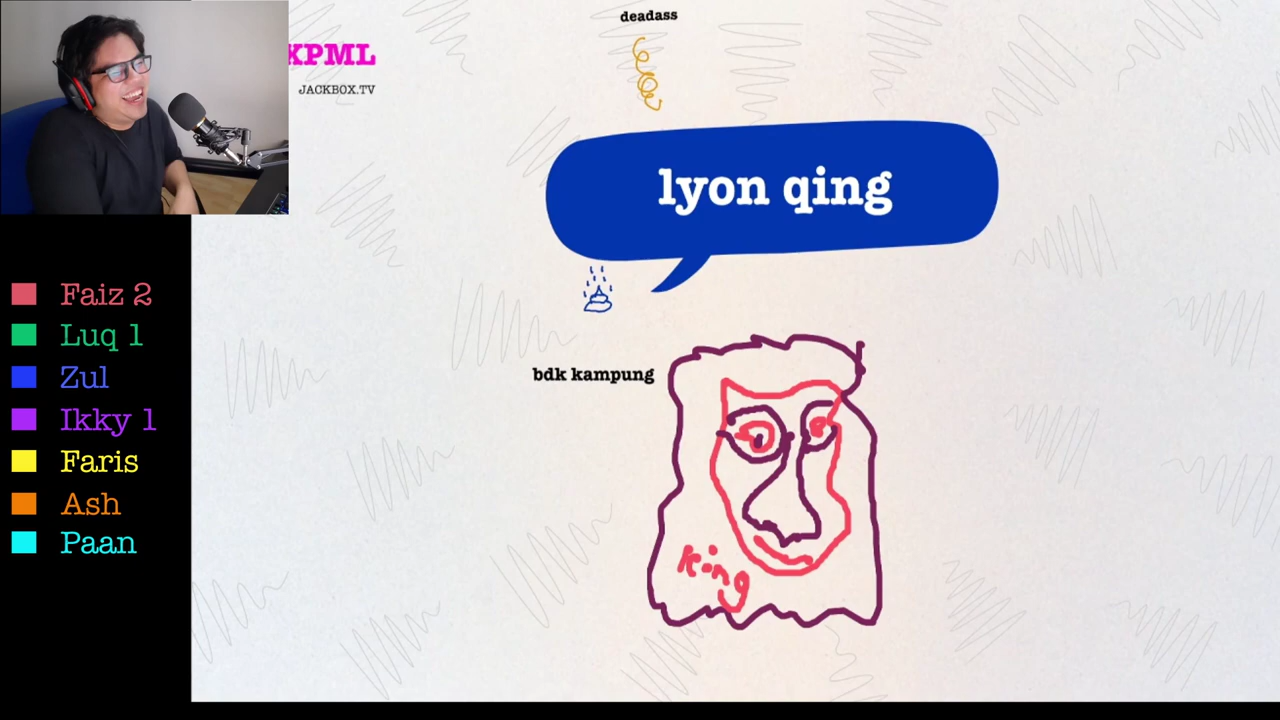 deadass
KPML
JACKBOX.TV
lyon qing
Faiz 2
Luq 1
Zul
bdk kampung
Ikky 1
Faris
Ash
Paan
king